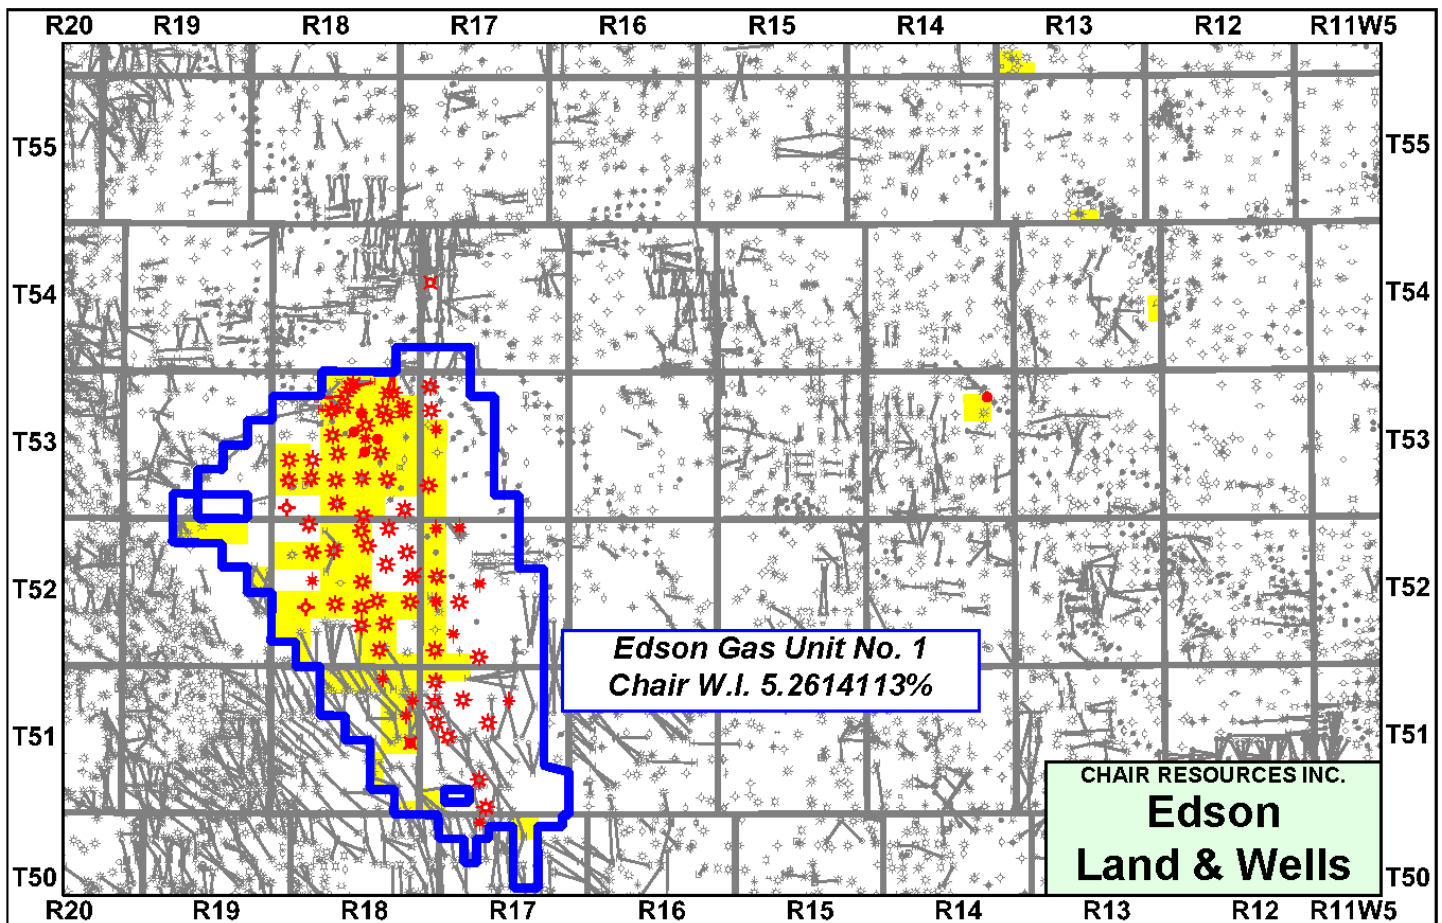 R20 R19 R18 R17 R16 R15 R14 R13 R12 R11W5
T55 T55
T54 T54
T53 T53
T52 T52
Edson Gas Unit No. 1
Chair W.I. 5.2614113%
T51 T51
CHAIR RESOURCES INC.
Edson
Land & Wells
T50 T50
R20 R19 R18 R17 R16 R15 R14 R13 R12 R11W5